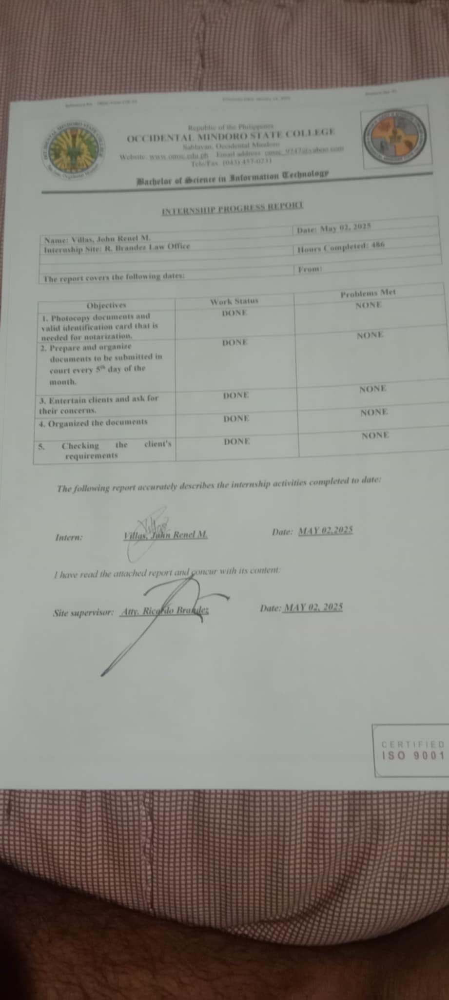 Republic of the Philippines
OCCIDENTAL MINDORO STATE COLLEGE
Sablayan, Occidental Mindoro
Website: www.omsc.edu.ph Email address: omsc_9747@yahoo.com
Tele/Fax: (043) 457-0231
Bachelor of Science in Information Technology
INTERNSHIP PROGRESS REPORT
Name: Villas, John Renel M. Date: May 02, 2025
Internship Site: R. Brandez Law Office Hours Completed: 486
The report covers the following dates: From:
Objectives Work Status Problems Met
1. Photocopy documents and DONE NONE
valid identification card that is
needed for notarization.
2. Prepare and organize DONE NONE
documents to be submitted in
court every 5th day of the
month.
3. Entertain clients and ask for DONE NONE
their concerns.
4. Organized the documents DONE NONE
5. Checking the client's DONE NONE
requirements
The following report accurately describes the internship activities completed to date:
Villas
Intern: Villas, John Renel M. Date: MAY 02,2025
I have read the attached report and concur with its content:
Site supervisor: Atty. Ricardo Brandez Date: MAY 02, 2025
CERTIFIED
ISO 9001